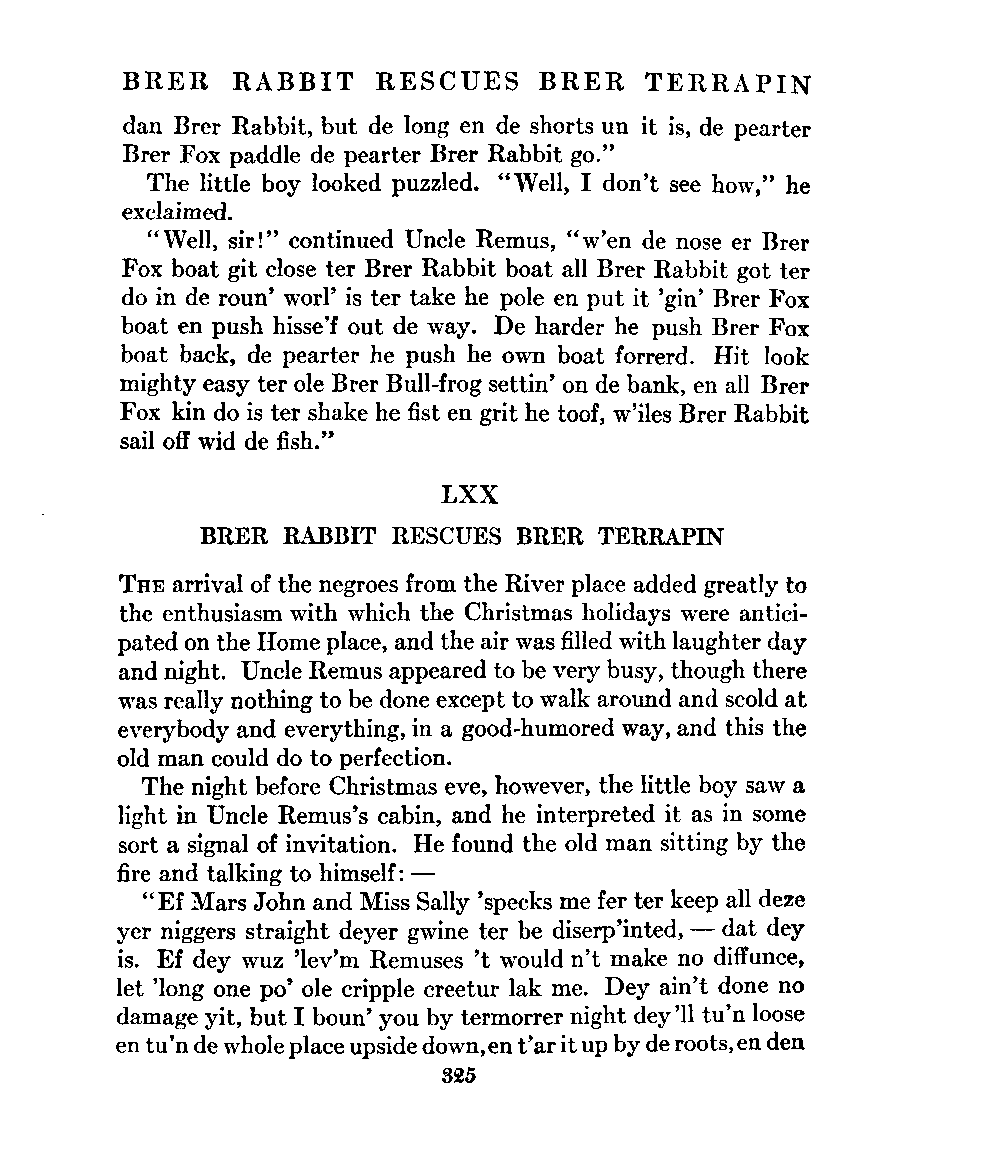 BRER RABBIT RESCUES BRER TERRAPIN
dan Brer Rabbit, but de long en de shorts un it is, de pearter
Brer Fox paddle de pearter Brer Rabbit go.”
The little boy looked puzzled. “Well, I don’t see how,” he
exclaimed.
“Well, sir!” continued Uncle Remus, “w’en de nose er Brer
Fox boat git close ter Brer Rabbit boat all Brer Rabbit got ter
do in de roun’ worl’ is ter take he pole en put it ’gin’ Brer Fox
boat en push hisse’f out de way. De harder he push Brer Fox
boat back, de pearter he push he own boat forrerd. Hit look
mighty easy ter ole Brer Bull-frog settin’ on de bank, en all Brer
Fox kin do is ter shake he fist en grit he toof, w’iles Brer Rabbit
sail off wid de fish.”
LXX
BRER RABBIT RESCUES BRER TERRAPIN
THE arrival of the negroes from the River place added greatly to
the enthusiasm with which the Christmas holidays were antici-
pated on the Home place, and the air was filled with laughter day
and night. Uncle Remus appeared to be very busy, though there
was really nothing to be done except to walk around and scold at
everybody and everything, in a good-humored way, and this the
old man could do to perfection.
The night before Christmas eve, however, the little boy saw a
light in Uncle Remus’s cabin, and he interpreted it as in some
sort a signal of invitation. He found the old man sitting by the
fire and talking to himself: —
“Ef Mars John and Miss Sally ’specks me fer ter keep all deze
yer niggers straight deyer gwine ter be diserp’inted, — dat dey
is. Ef dey wuz ’lev’m Remuses ’t would n’t make no diffunce,
let ’long one po’ ole cripple creetur lak me. Dey ain’t done no
damage yit, but I boun’ you by termorrer night dey ’ll tu’n loose
en tu’n de whole place upside down, en t’ar it up by de roots, en den
325